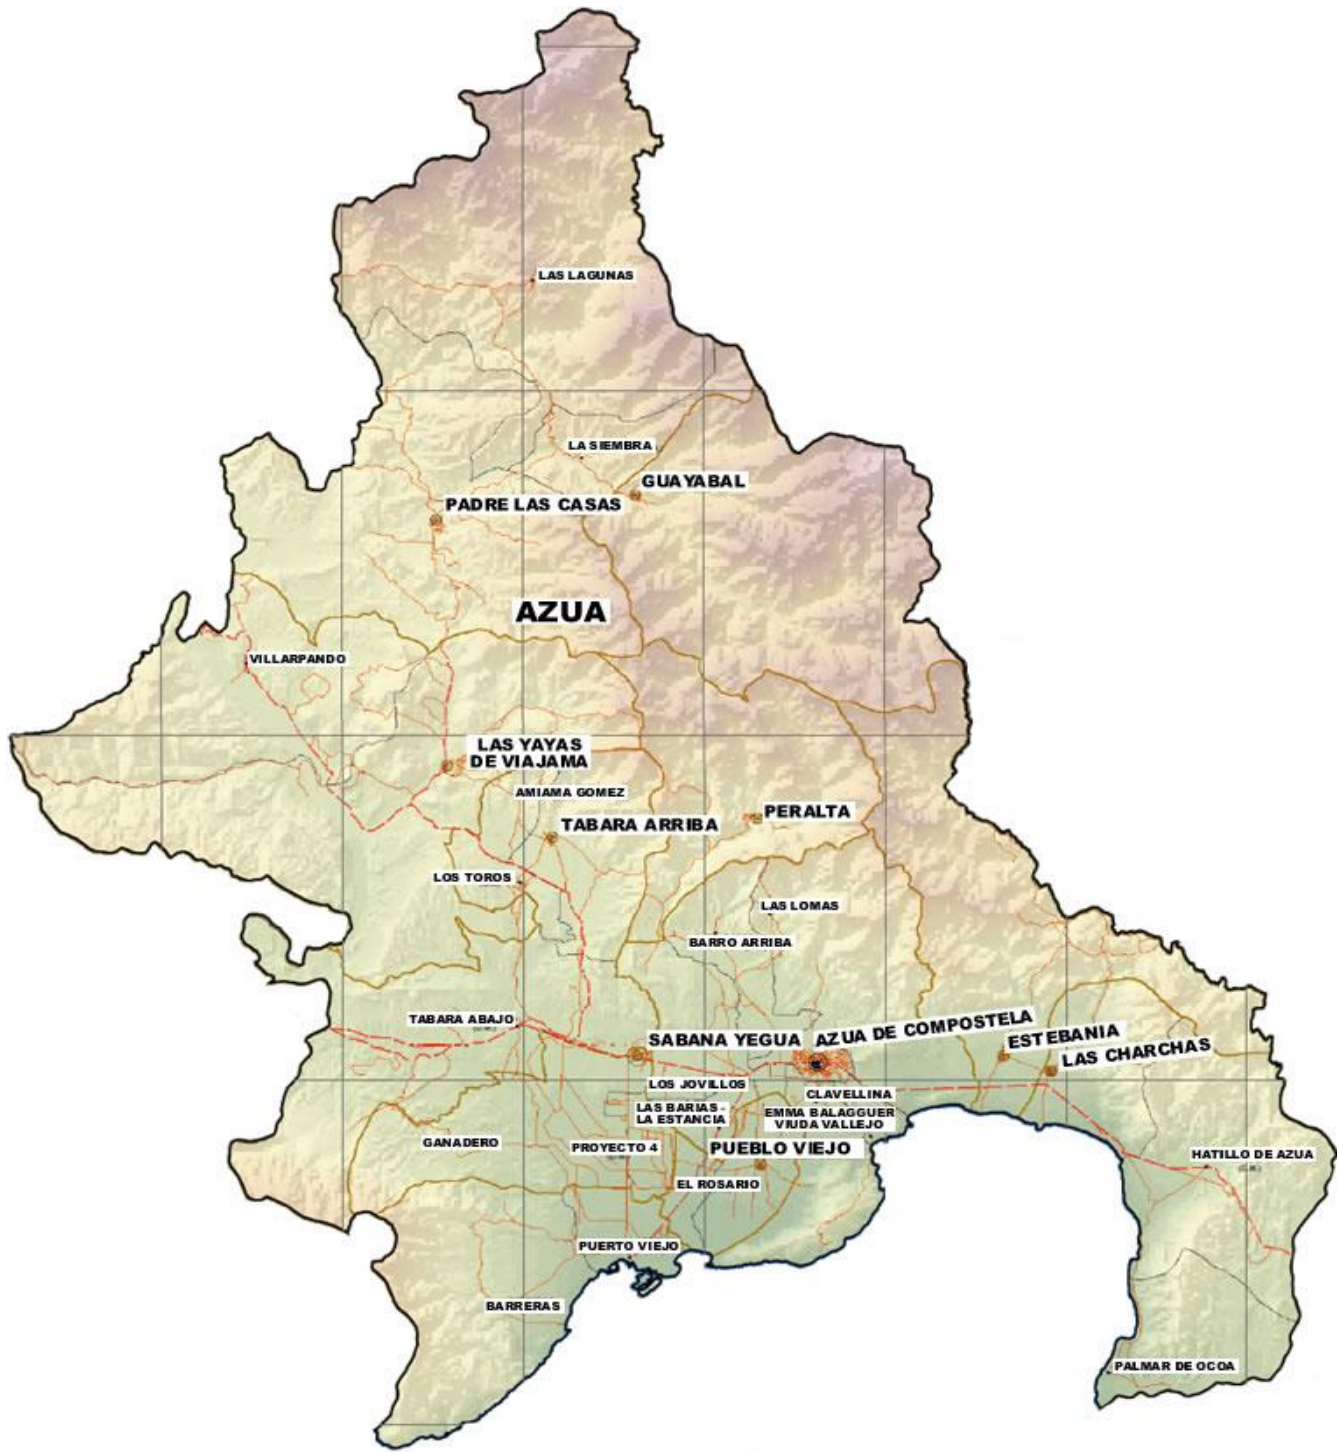 LAS LAGUNAS
LA SIEMBRA
GUAYABAL
PADRE LAS CASAS
AZUA
VILLARPANDO
LAS YAYAS
DE VIAJAMA
AMIAMA GOMEZ
PERALTA
TABARA ARRIBA
LOS TOROS
LAS LOMAS
BARRO ARRIBA
TABARA ABAJO
SABANA YEGUA
AZUA DE COMPOSTELA
ESTEBANIA
LAS CHARCHAS
LOS JOVILLOS
CLAVELLINA
LAS BARIAS -
LA ESTANCIA
EMMA BALAGGUER
VIUDA VALLEJO
GANADERO
PROYECTO 4
PUEBLO VIEJO
HATILLO DE AZUA
EL ROSARIO
PUERTO VIEJO
BARRERAS
PALMAR DE OCOA